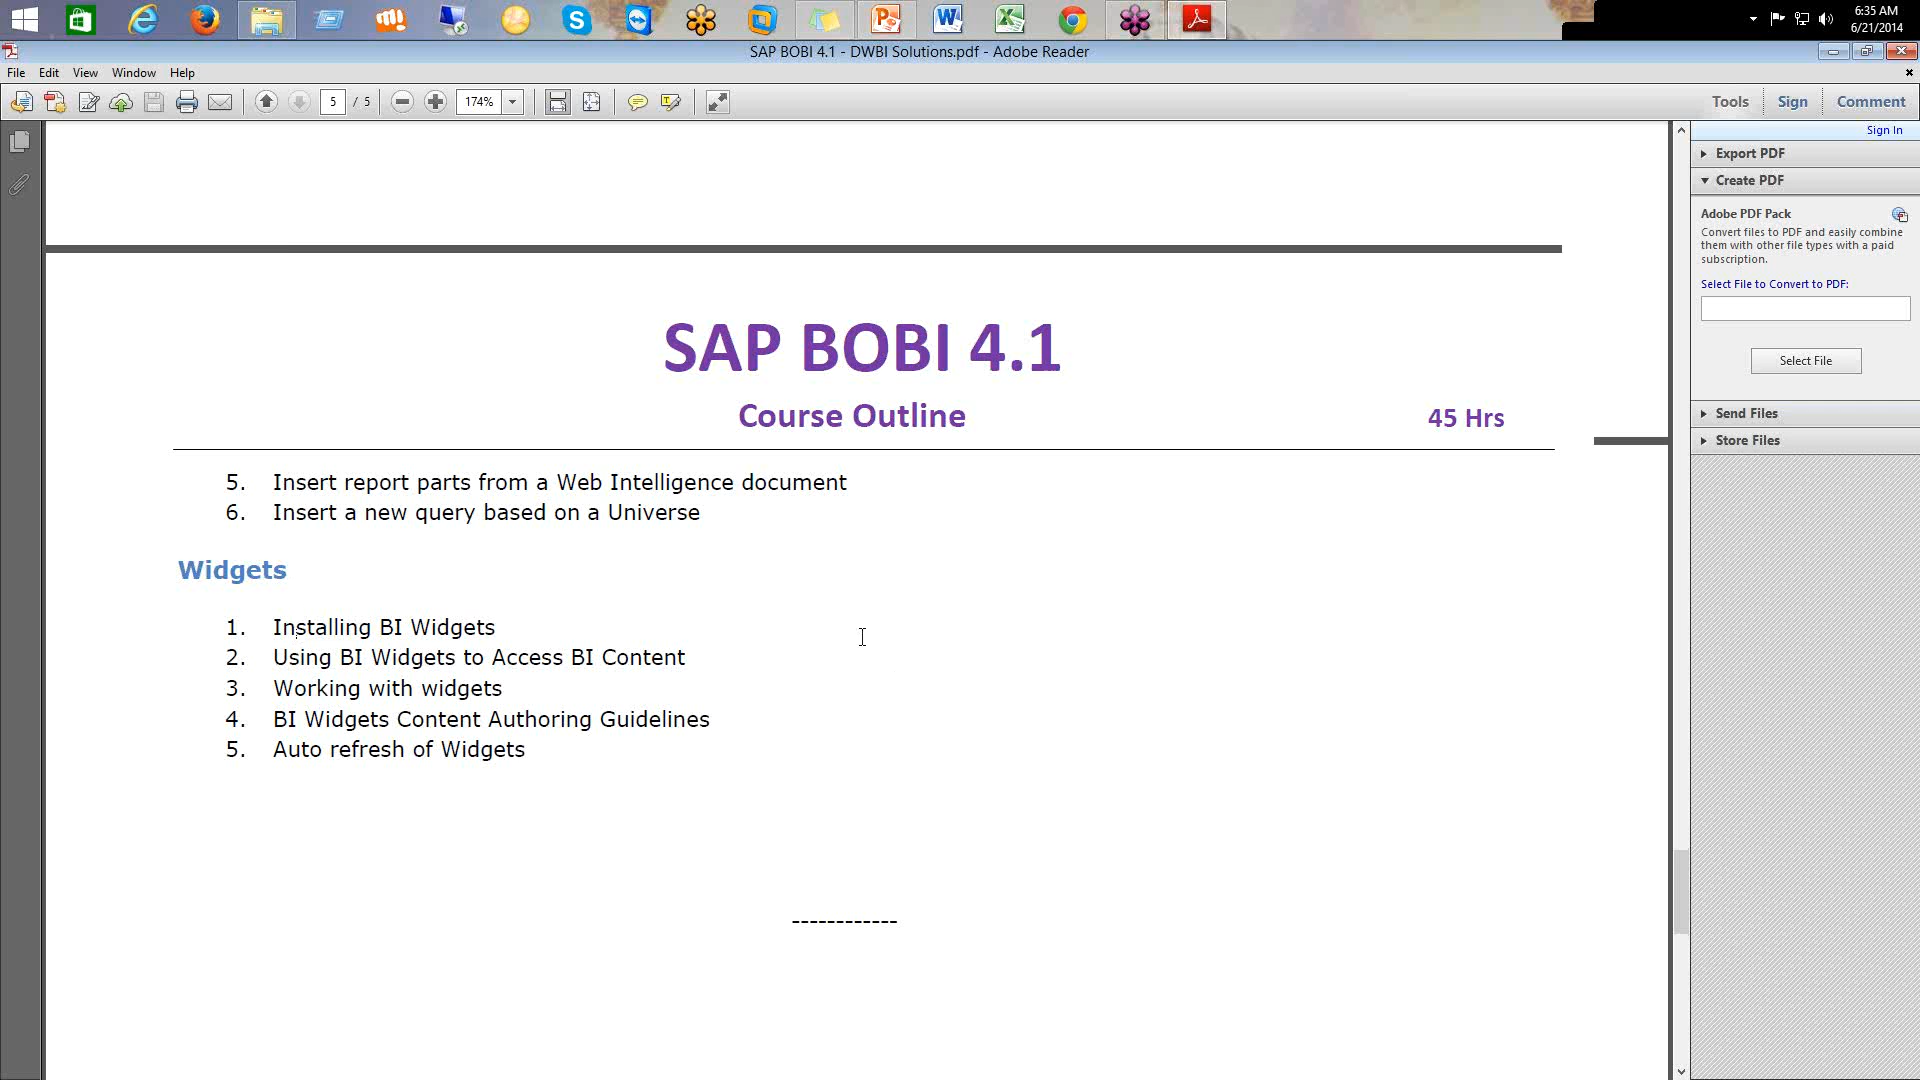 6:35 AM
6/21/2014
SAP BOBI 4.1 - DWBI Solutions.pdf - Adobe Reader
File Edit View Window Help
5 / 5 174% Tools Sign Comment
Sign In
Export PDF
Create PDF
Adobe PDF Pack
Convert files to PDF and easily combine
them with other file types with a paid
subscription.
Select File to Convert to PDF:
Select File
Send Files
Store Files
SAP BOBI 4.1
Course Outline 45 Hrs
5. Insert report parts from a Web Intelligence document
6. Insert a new query based on a Universe
Widgets
1. Installing BI Widgets
2. Using BI Widgets to Access BI Content
3. Working with widgets
4. BI Widgets Content Authoring Guidelines
5. Auto refresh of Widgets
------------